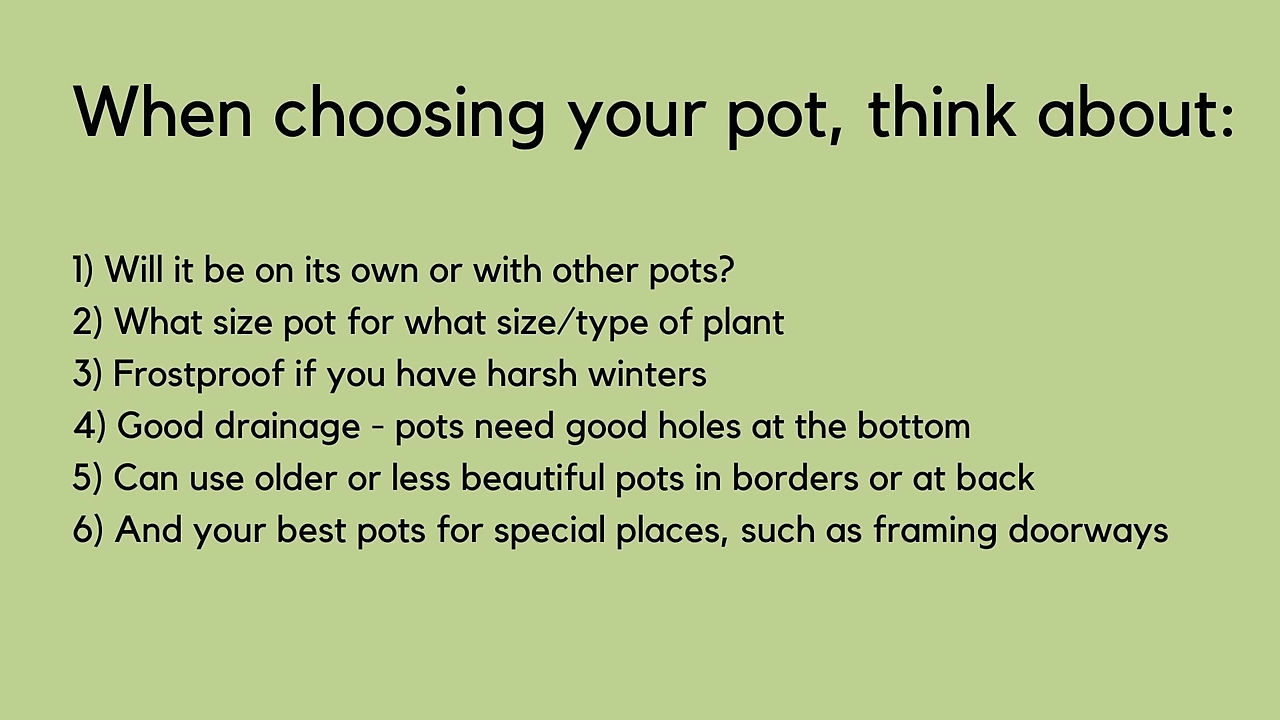 When choosing your pot, think about:
1) Will it be on its own or with other pots?
2) What size pot for what size/type of plant
3) Frostproof if you have harsh winters
4) Good drainage - pots need good holes at the bottom
5) Can use older or less beautiful pots in borders or at back
6) And your best pots for special places, such as framing doorways